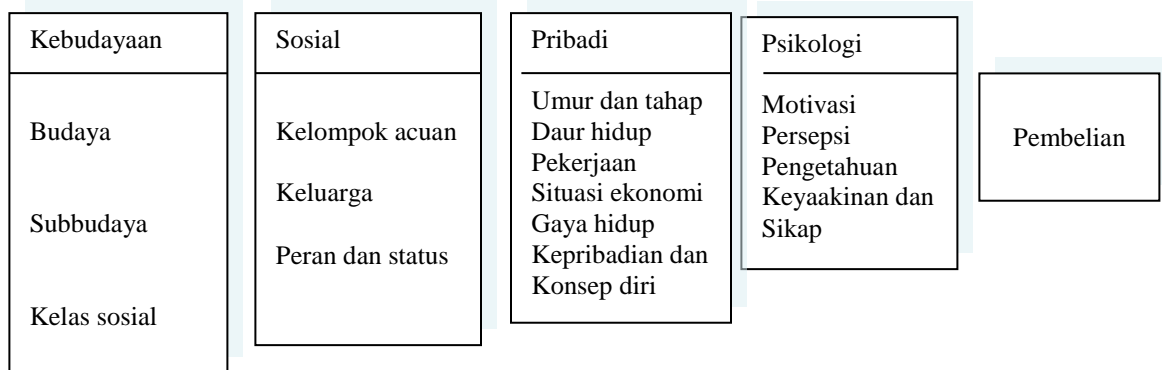 Kebudayaan
Budaya
Subbudaya
Kelas sosial
Sosial
Kelompok acuan
Keluarga
Peran dan status
Pribadi
Umur dan tahap
Daur hidup
Pekerjaan
Situasi ekonomi
Gaya hidup
Kepribadian dan
Konsep diri
Psikologi
Motivasi
Persepsi
Pengetahuan
Keyaakinan dan
Sikap
Pembelian